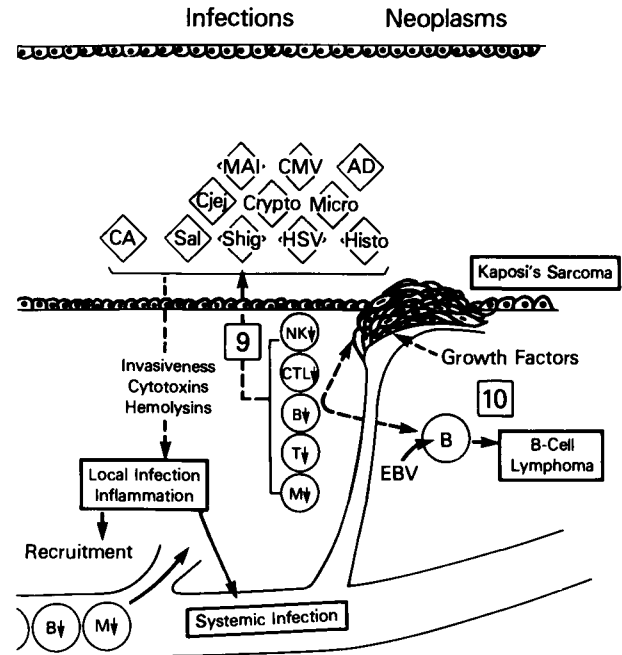 Infections
Neoplasms
MAI
CMV
AD
Cjej
Crypto
Micro
CA
Sal
Shig
HSV
Histo
Kaposi's Sarcoma
9
NK
Invasiveness
Cytotoxins
Hemolysins
CTL
Growth Factors
10
B
B
B-Cell
Lymphoma
EBV
T
Local Infection
Inflammation
M
Recruitment
B
M
Systemic Infection